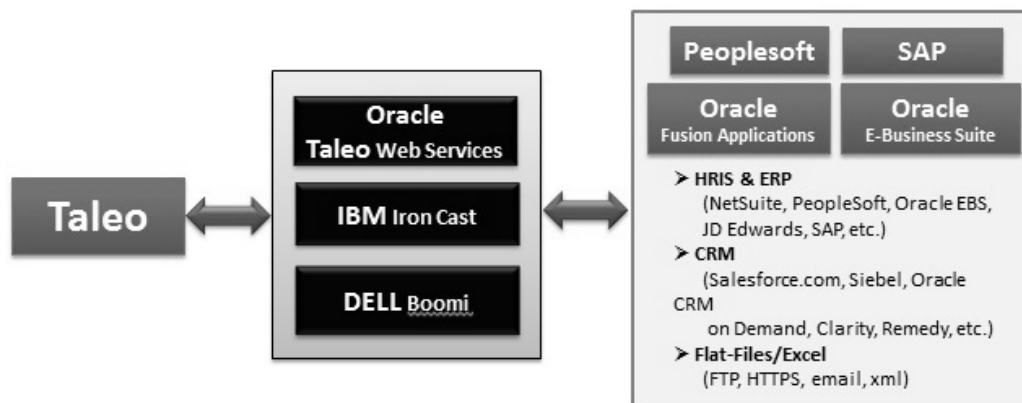 Taleo
Oracle
Taleo Web Services
IBM Iron Cast
DELL Boomi
Peoplesoft
SAP
Oracle
Fusion Applications
Oracle
E-Business Suite
➤ HRIS & ERP
(NetSuite, PeopleSoft, Oracle EBS,
JD Edwards, SAP, etc.)
➤ CRM
(Salesforce.com, Siebel, Oracle
CRM
on Demand, Clarity, Remedy, etc.)
➤ Flat-Files/Excel
(FTP, HTTPS, email, xml)